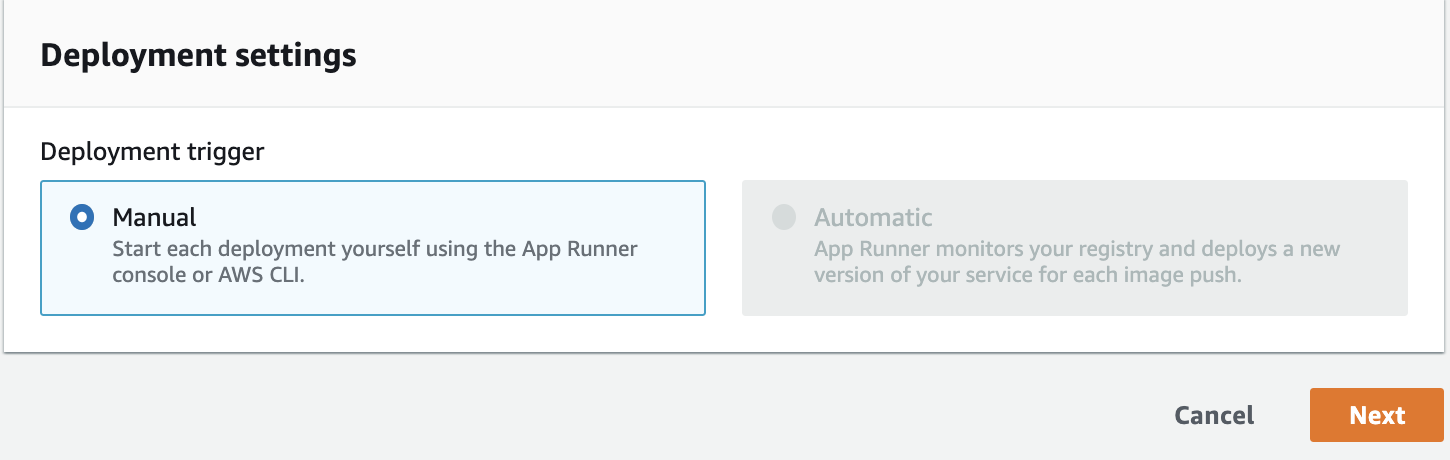 Deployment settings
Deployment trigger
Manual
Start each deployment yourself using the App Runner
console or AWS CLI.
Automatic
App Runner monitors your registry and deploys a new
version of your service for each image push.
Cancel
Next